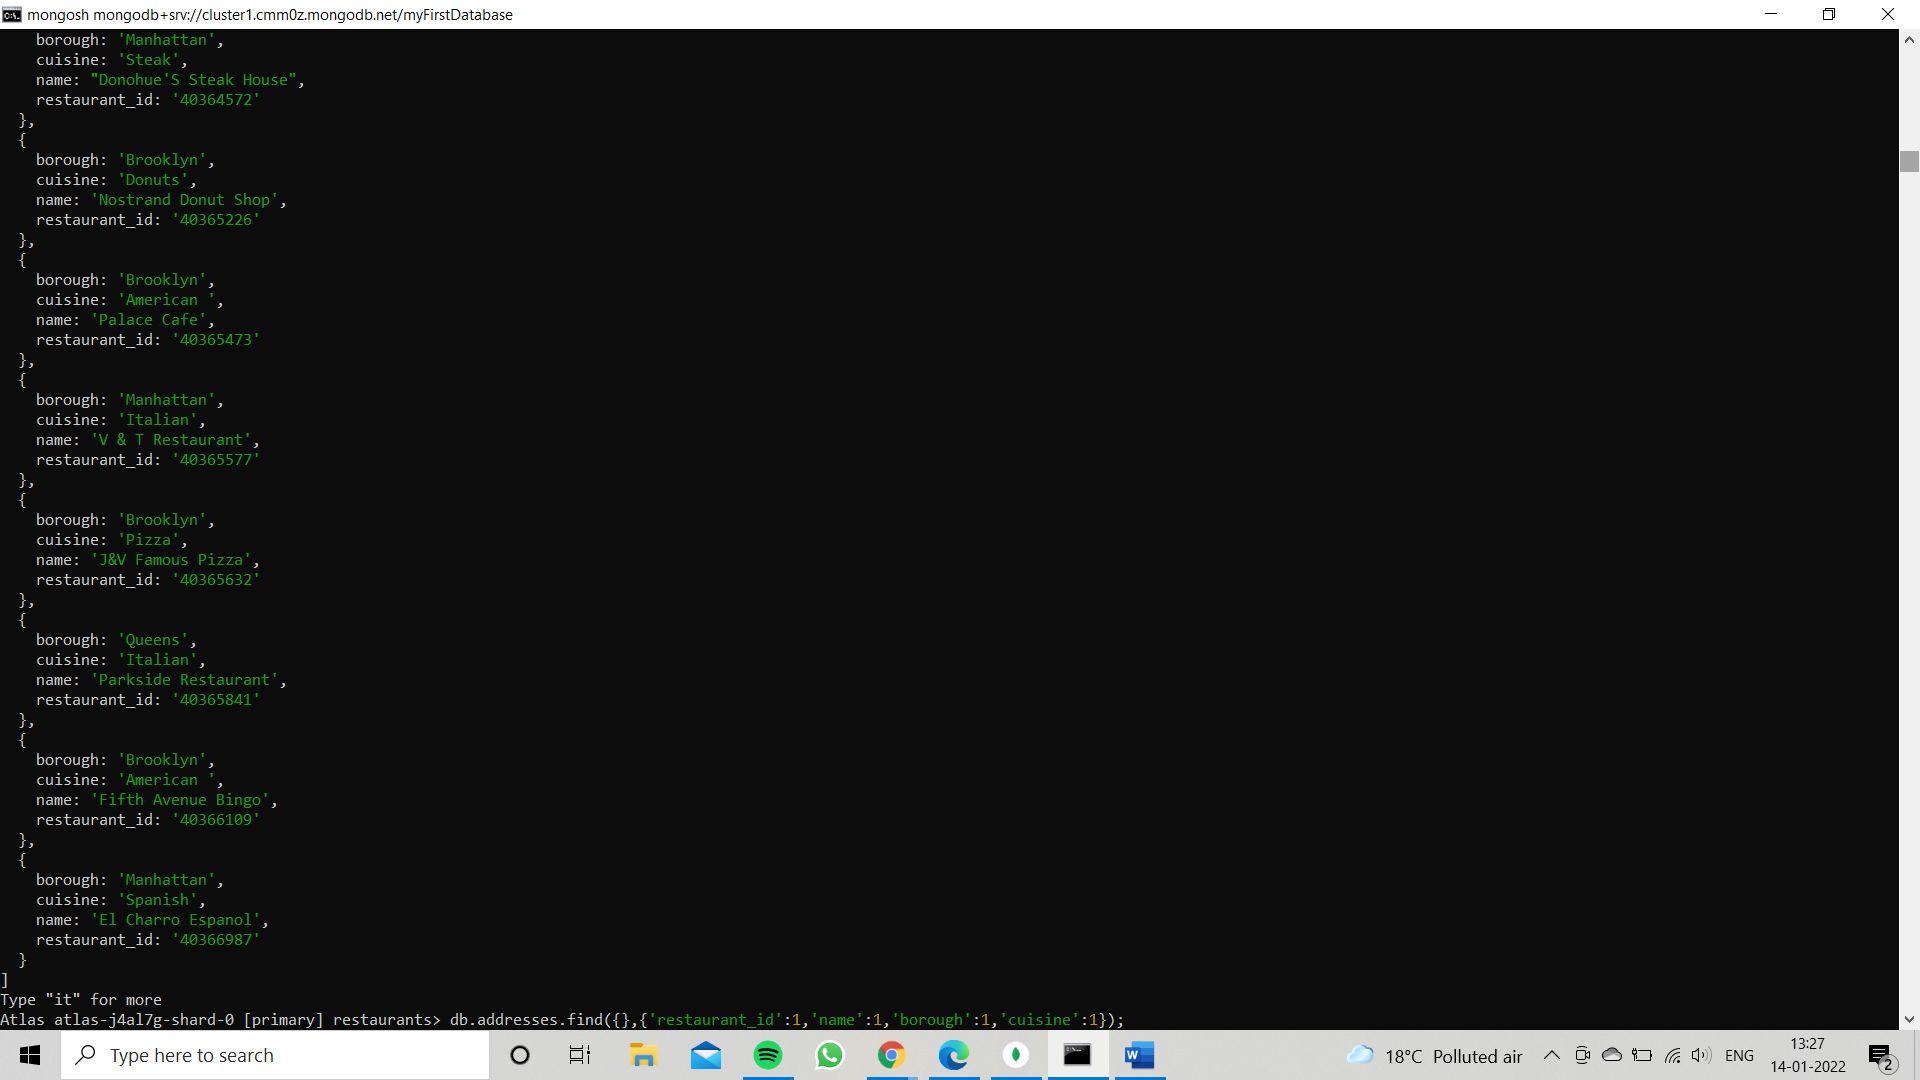 mongosh mongodb+srv://cluster1.cmm0z.mongodb.net/myFirstDatabase
    borough: 'Manhattan',
    cuisine: 'Steak',
    name: "Donohue'S Steak House",
    restaurant_id: '40364572'
  },
  {
    borough: 'Brooklyn',
    cuisine: 'Donuts',
    name: 'Nostrand Donut Shop',
    restaurant_id: '40365226'
  },
  {
    borough: 'Brooklyn',
    cuisine: 'American ',
    name: 'Palace Cafe',
    restaurant_id: '40365473'
  },
  {
    borough: 'Manhattan',
    cuisine: 'Italian',
    name: 'V & T Restaurant',
    restaurant_id: '40365577'
  },
  {
    borough: 'Brooklyn',
    cuisine: 'Pizza',
    name: 'J&V Famous Pizza',
    restaurant_id: '40365632'
  },
  {
    borough: 'Queens',
    cuisine: 'Italian',
    name: 'Parkside Restaurant',
    restaurant_id: '40365841'
  },
  {
    borough: 'Brooklyn',
    cuisine: 'American ',
    name: 'Fifth Avenue Bingo',
    restaurant_id: '40366109'
  },
  {
    borough: 'Manhattan',
    cuisine: 'Spanish',
    name: 'El Charro Espanol',
    restaurant_id: '40366987'
  }
]
Type "it" for more
Atlas atlas-j4al7g-shard-0 [primary] restaurants> db.addresses.find({},{'restaurant_id':1,'name':1,'borough':1,'cuisine':1});
Type here to search
18°C Polluted air
ENG
13:27
14-01-2022
2